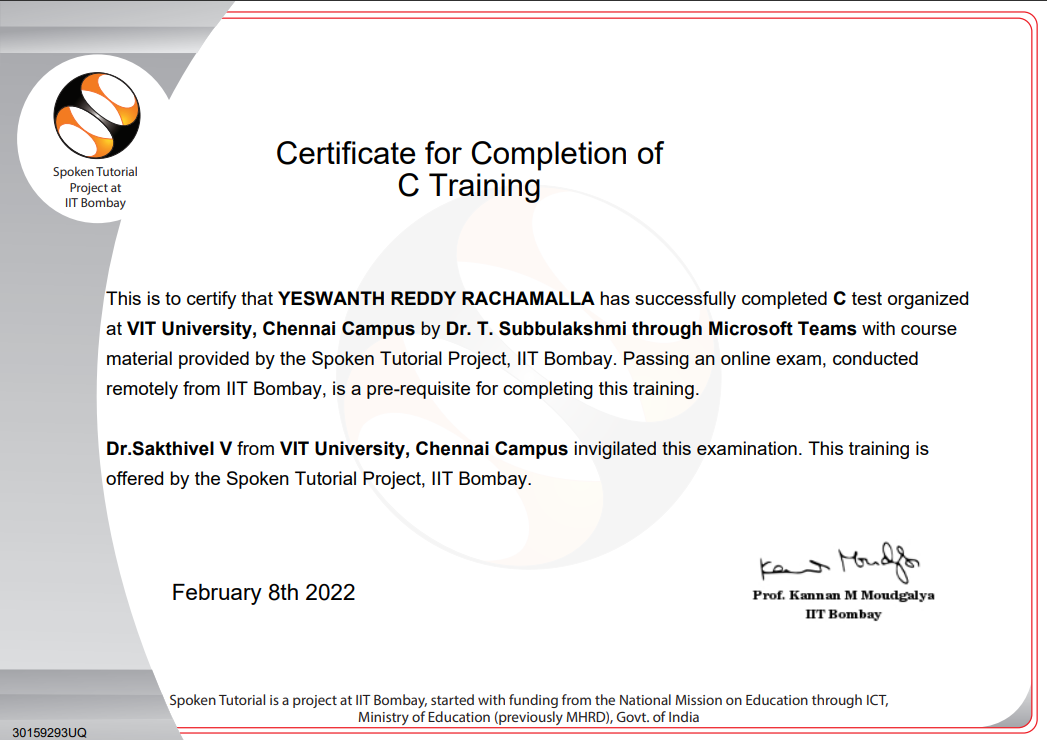 Spoken Tutorial
Project at
IIT Bombay
Certificate for Completion of
C Training
This is to certify that YESWANTH REDDY RACHAMALLA has successfully completed C test organized
at VIT University, Chennai Campus by Dr. T. Subbulakshmi through Microsoft Teams with course
material provided by the Spoken Tutorial Project, IIT Bombay. Passing an online exam, conducted
remotely from IIT Bombay, is a pre-requisite for completing this training.
Dr.Sakthivel V from VIT University, Chennai Campus invigilated this examination. This training is
offered by the Spoken Tutorial Project, IIT Bombay.
February 8th 2022
Kannan Moudgalya
Prof. Kannan M Moudgalya
IIT Bombay
Spoken Tutorial is a project at IIT Bombay, started with funding from the National Mission on Education through ICT,
Ministry of Education (previously MHRD), Govt. of India
30159293UQ